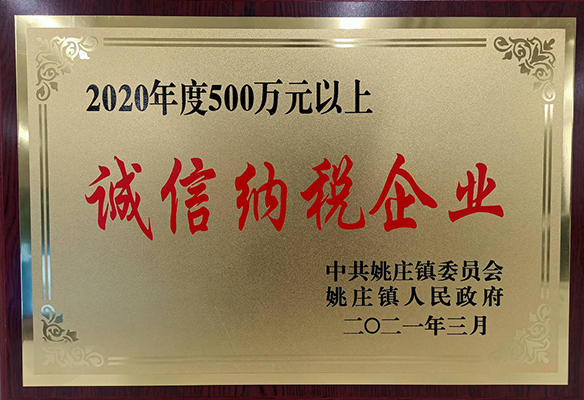 2020年度500万元以上
诚信纳税企业
中共姚庄镇委员会
姚庄镇人民政府
二〇二一年三月